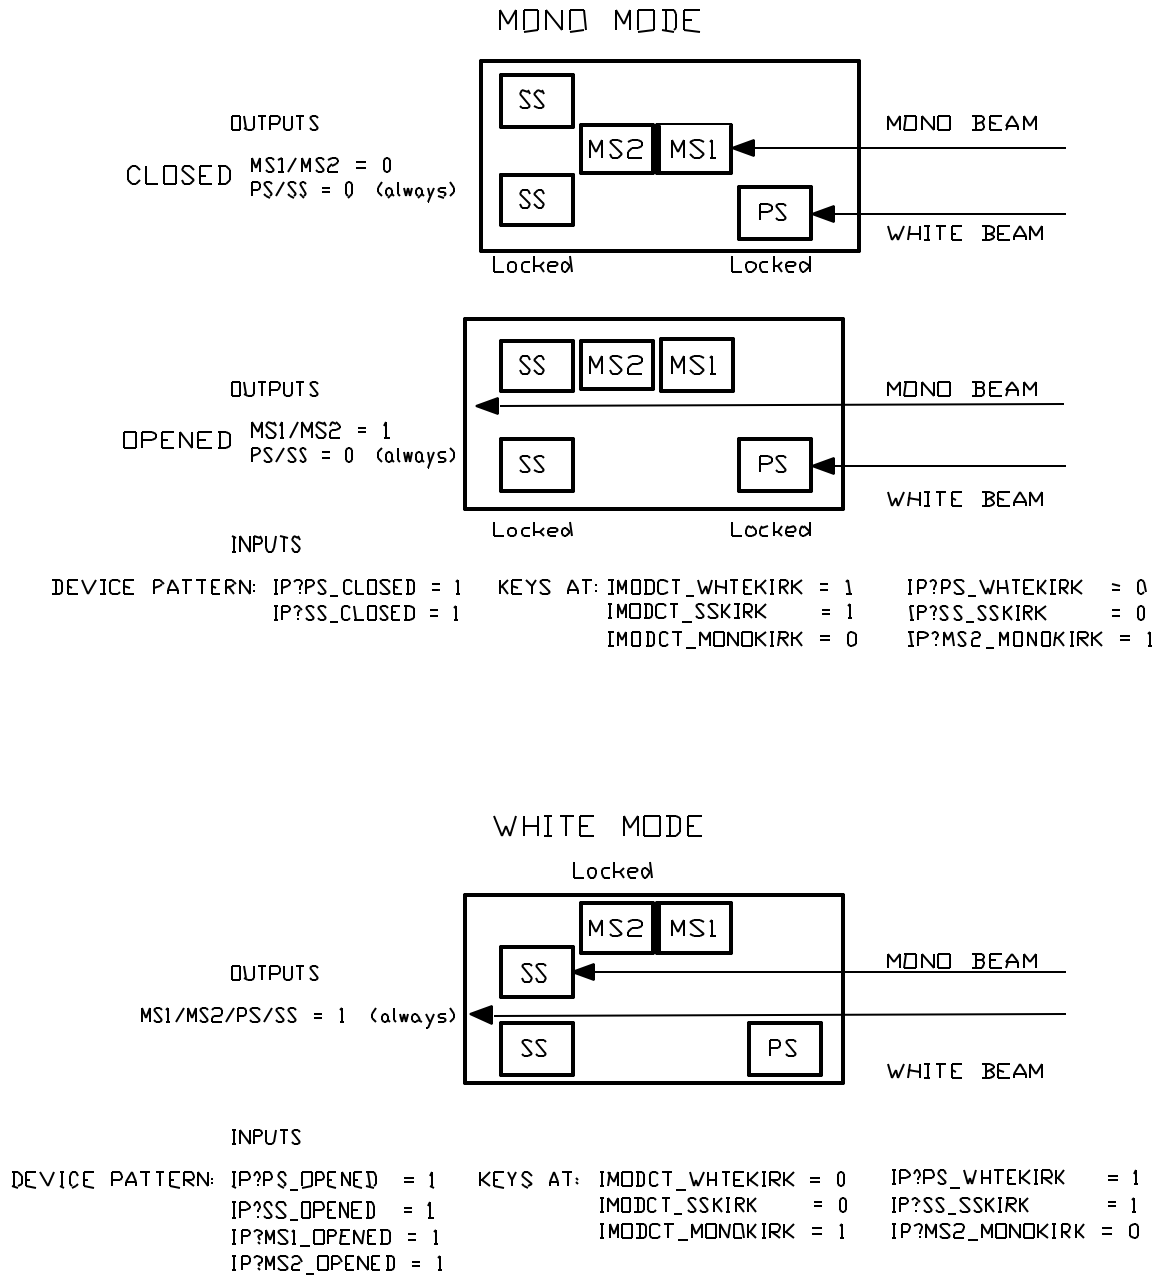 MONO MODE
SS
OUTPUTS
MONO BEAM
CLOSED MS1/MS2 = 0
PS/SS = 0 (always)
MS2 MS1
SS
PS
WHITE BEAM
Locked Locked
SS MS2 MS1
OUTPUTS
MONO BEAM
OPENED MS1/MS2 = 1
PS/SS = 0 (always)
SS PS
WHITE BEAM
Locked Locked
INPUTS
DEVICE PATTERN: IP?PS_CLOSED = 1 KEYS AT: IMODCT_WHTEKIRK = 1 IP?PS_WHTEKIRK = 0
IP?SS_CLOSED = 1 IMODCT_SSKIRK = 1 IP?SS_SSKIRK = 0
IMODCT_MONOKIRK = 0 IP?MS2_MONOKIRK = 1
WHITE MODE
Locked
MS2 MS1
MONO BEAM
OUTPUTS
SS
MS1/MS2/PS/SS = 1 (always)
SS PS
WHITE BEAM
INPUTS
DEVICE PATTERN: IP?PS_OPENED = 1 KEYS AT: IMODCT_WHTEKIRK = 0 IP?PS_WHTEKIRK = 1
IP?SS_OPENED = 1 IMODCT_SSKIRK = 0 IP?SS_SSKIRK = 1
IP?MS1_OPENED = 1 IMODCT_MONOKIRK = 1 IP?MS2_MONOKIRK = 0
IP?MS2_OPENED = 1